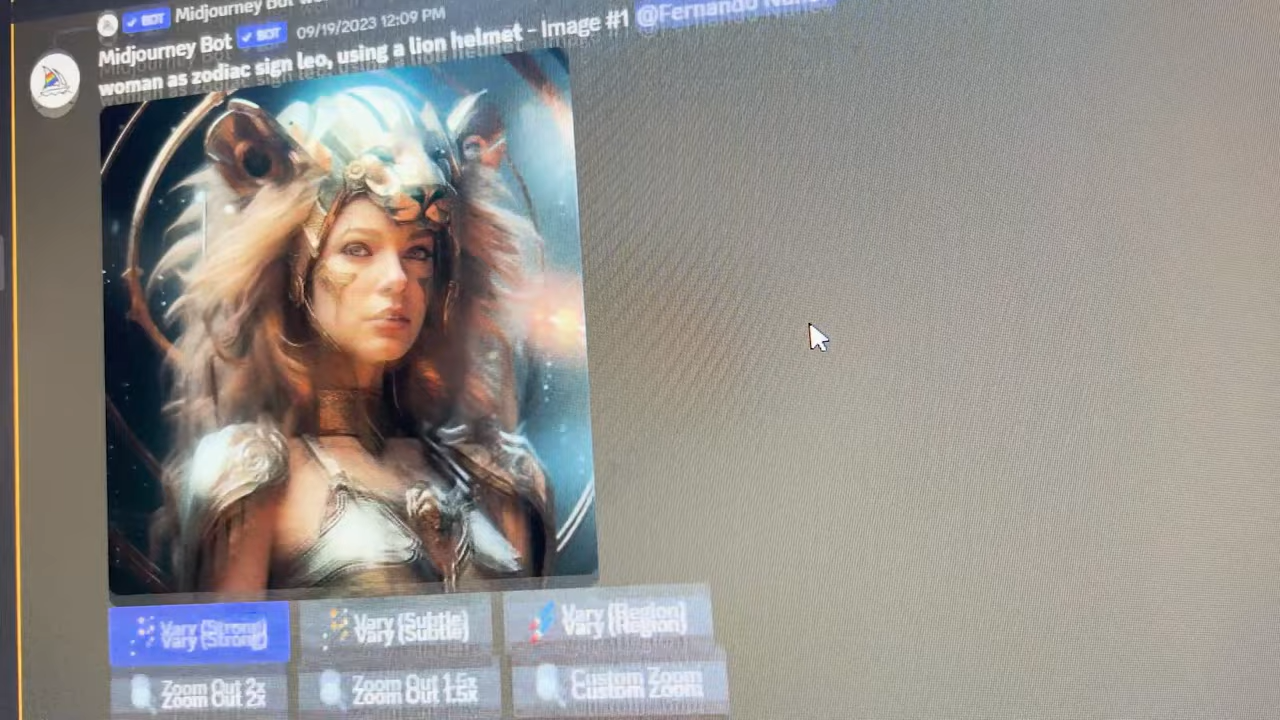 BOT Midjourney Bot
Midjourney Bot BOT 09/19/2023 12:09 PM
woman as zodiac sign leo, using a lion helmet - Image #1 @Fernando
Vary (Strong) Vary (Subtle) Vary (Region)
Zoom Out 2x Zoom Out 1.5x Custom Zoom